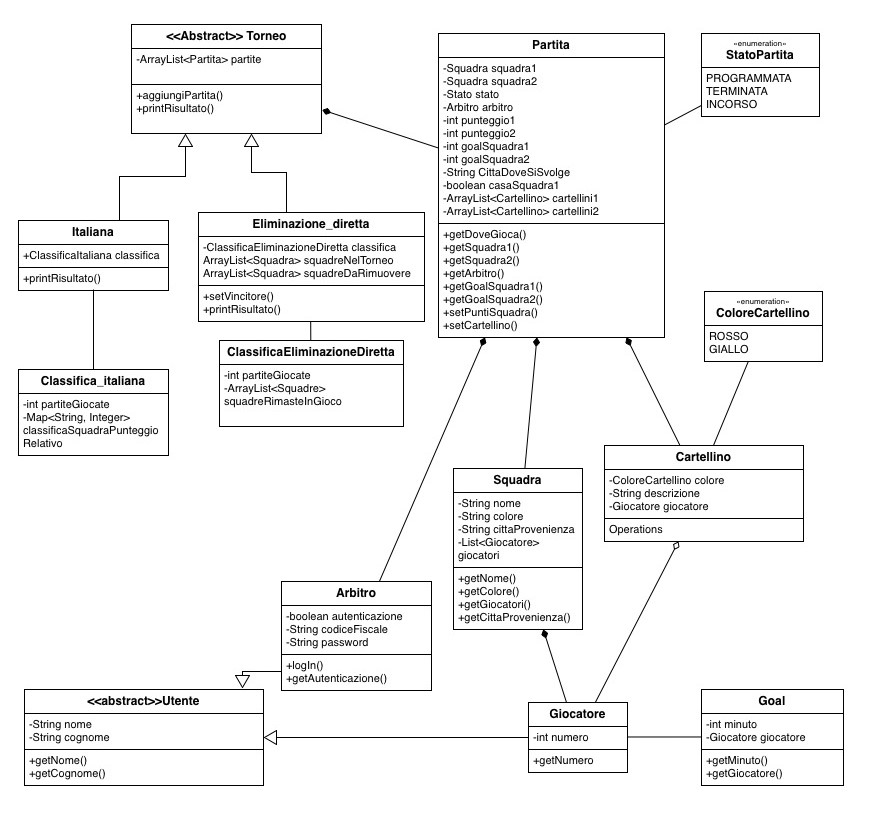 <<Abstract>> Torneo
-ArrayList<Partita> partite
+aggiungiPartita()
+printRisultato()
Partita
-Squadra squadra1
-Squadra squadra2
-Stato stato
-Arbitro arbitro
-int punteggio1
-int punteggio2
-int goalSquadra1
-int goalSquadra2
-String CittaDoveSiSvolge
-boolean casaSquadra1
-ArrayList<Cartellino> cartellini1
-ArrayList<Cartellino> cartellini2
+getDoveGioca()
+getSquadra1()
+getSquadra2()
+getArbitro()
+getGoalSquadra1()
+getGoalSquadra2()
+setPuntiSquadra()
+setCartellino()
«enumeration»
StatoPartita
PROGRAMMATA
TERMINATA
INCORSO
Italiana
+ClassificaItaliana classifica
+printRisultato()
Eliminazione_diretta
-ClassificaEliminazioneDiretta classifica
ArrayList<Squadra> squadreNelTorneo
ArrayList<Squadra> squadreDaRimuovere
+setVincitore()
+printRisultato()
«enumeration»
ColoreCartellino
ROSSO
GIALLO
Classifica_italiana
-int partiteGiocate
-Map<String, Integer>
classificaSquadraPunteggio
Relativo
ClassificaEliminazioneDiretta
-int partiteGiocate
-ArrayList<Squadre>
squadreRimasteInGioco
Squadra
-String nome
-String colore
-String cittaProvenienza
-List<Giocatore>
giocatori
+getNome()
+getColore()
+getGiocatori()
+getCittaProvenienza()
Cartellino
-ColoreCartellino colore
-String descrizione
-Giocatore giocatore
Operations
Arbitro
-boolean autenticazione
-String codiceFiscale
-String password
+logIn()
+getAutenticazione()
<<abstract>>Utente
-String nome
-String cognome
+getNome()
+getCognome()
Giocatore
-int numero
+getNumero
Goal
-int minuto
-Giocatore giocatore
+getMinuto()
+getGiocatore()